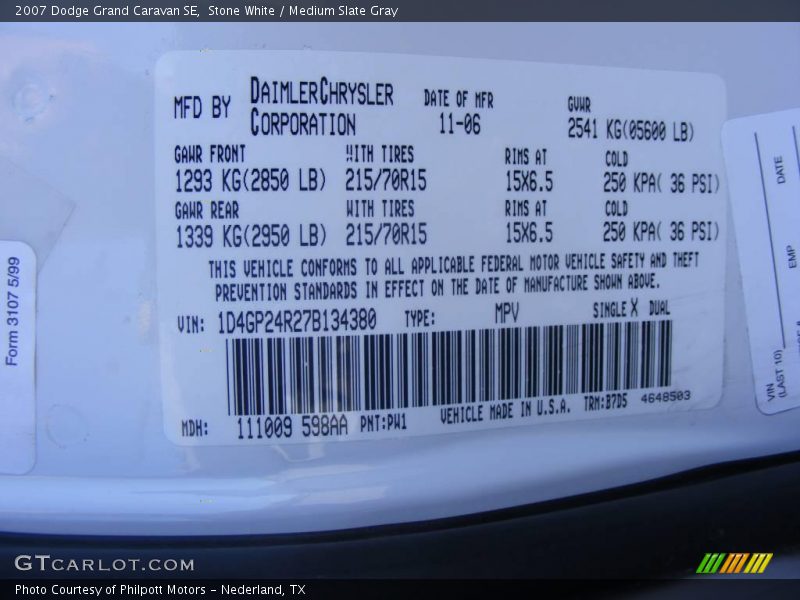 2007 Dodge Grand Caravan SE, Stone White / Medium Slate Gray
MFD BY DAIMLERCHRYSLER CORPORATION
DATE OF MFR 11-06
GVWR 2541 KG(05600 LB)
GAWR FRONT WITH TIRES RIMS AT COLD
1293 KG(2850 LB) 215/70R15 15X6.5 250 KPA( 36 PSI)
GAWR REAR WITH TIRES RIMS AT COLD
1339 KG(2950 LB) 215/70R15 15X6.5 250 KPA( 36 PSI)
THIS VEHICLE CONFORMS TO ALL APPLICABLE FEDERAL MOTOR VEHICLE SAFETY AND THEFT
PREVENTION STANDARDS IN EFFECT ON THE DATE OF MANUFACTURE SHOWN ABOVE.
VIN: 1D4GP24R27B134380 TYPE: MPV SINGLE X DUAL
MDH: 111009 598AA PNT:PW1 VEHICLE MADE IN U.S.A. TRM:B7D5 4648503
Form 3107 5/99
DATE
EMP
VIN
(LAST 10)
GTCARLOT.COM
Photo Courtesy of Philpott Motors - Nederland, TX